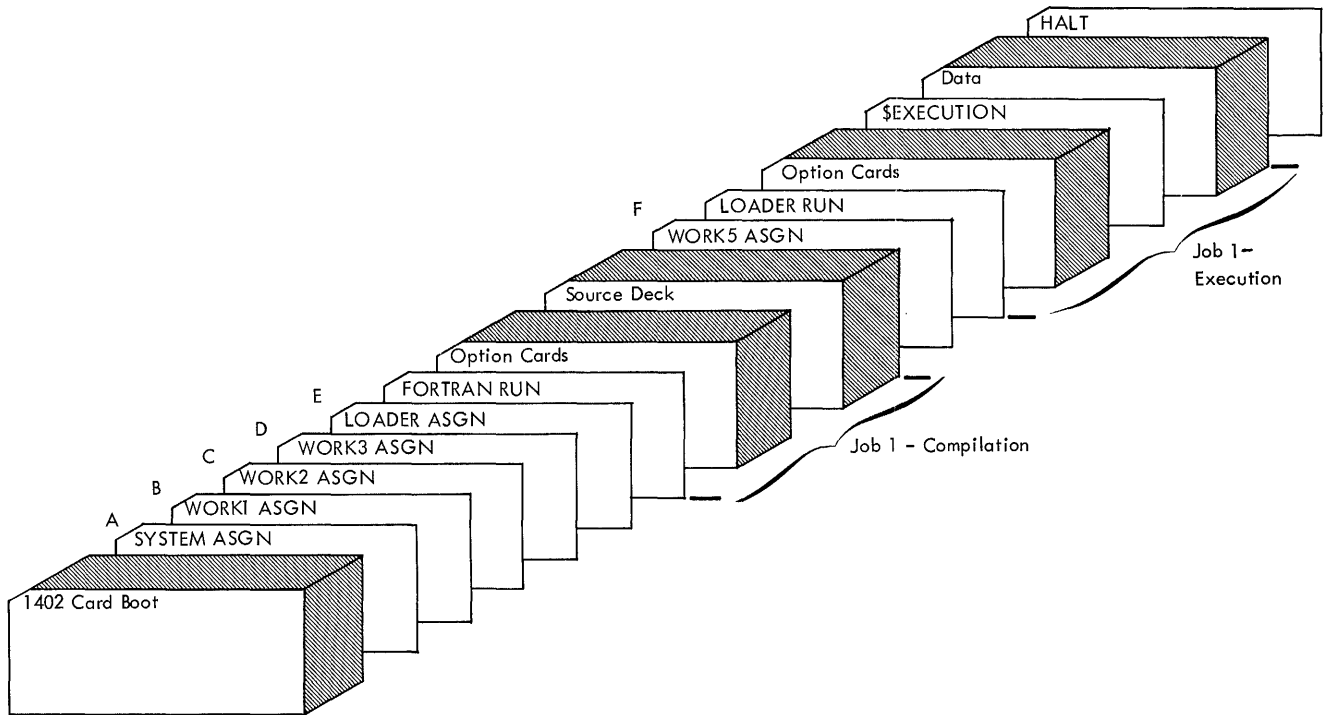 HALT
Data
$EXECUTION
Option Cards
LOADER RUN
F
WORK5 ASGN
Job 1-
Execution
Source Deck
Option Cards
FORTRAN RUN
E
LOADER ASGN
D
WORK3 ASGN
Job 1 - Compilation
C
WORK2 ASGN
B
WORK1 ASGN
A
SYSTEM ASGN
1402 Card Boot